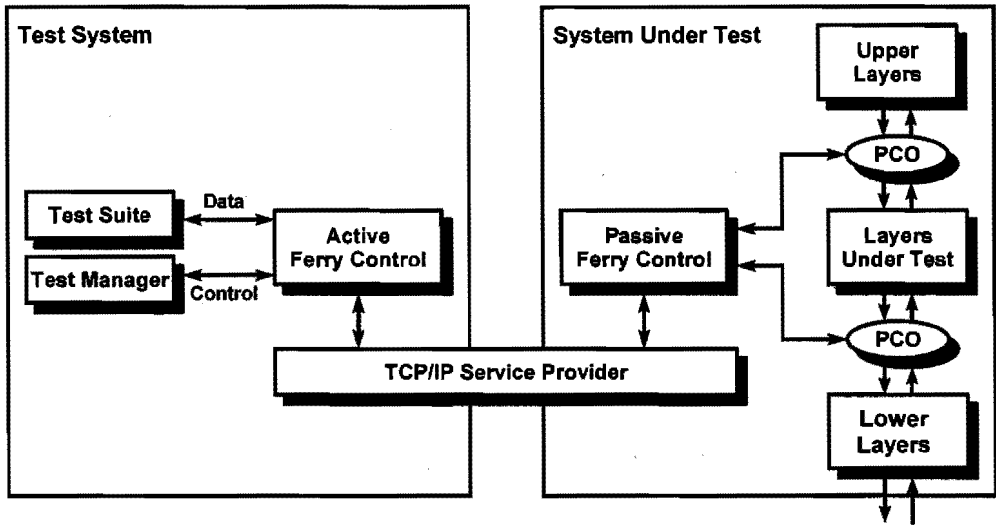 Test System
Test Suite
Data
Test Manager
Control
Active
Ferry Control
TCP/IP Service Provider
System Under Test
Upper
Layers
PCO
Passive
Ferry Control
Layers
Under Test
PCO
Lower
Layers